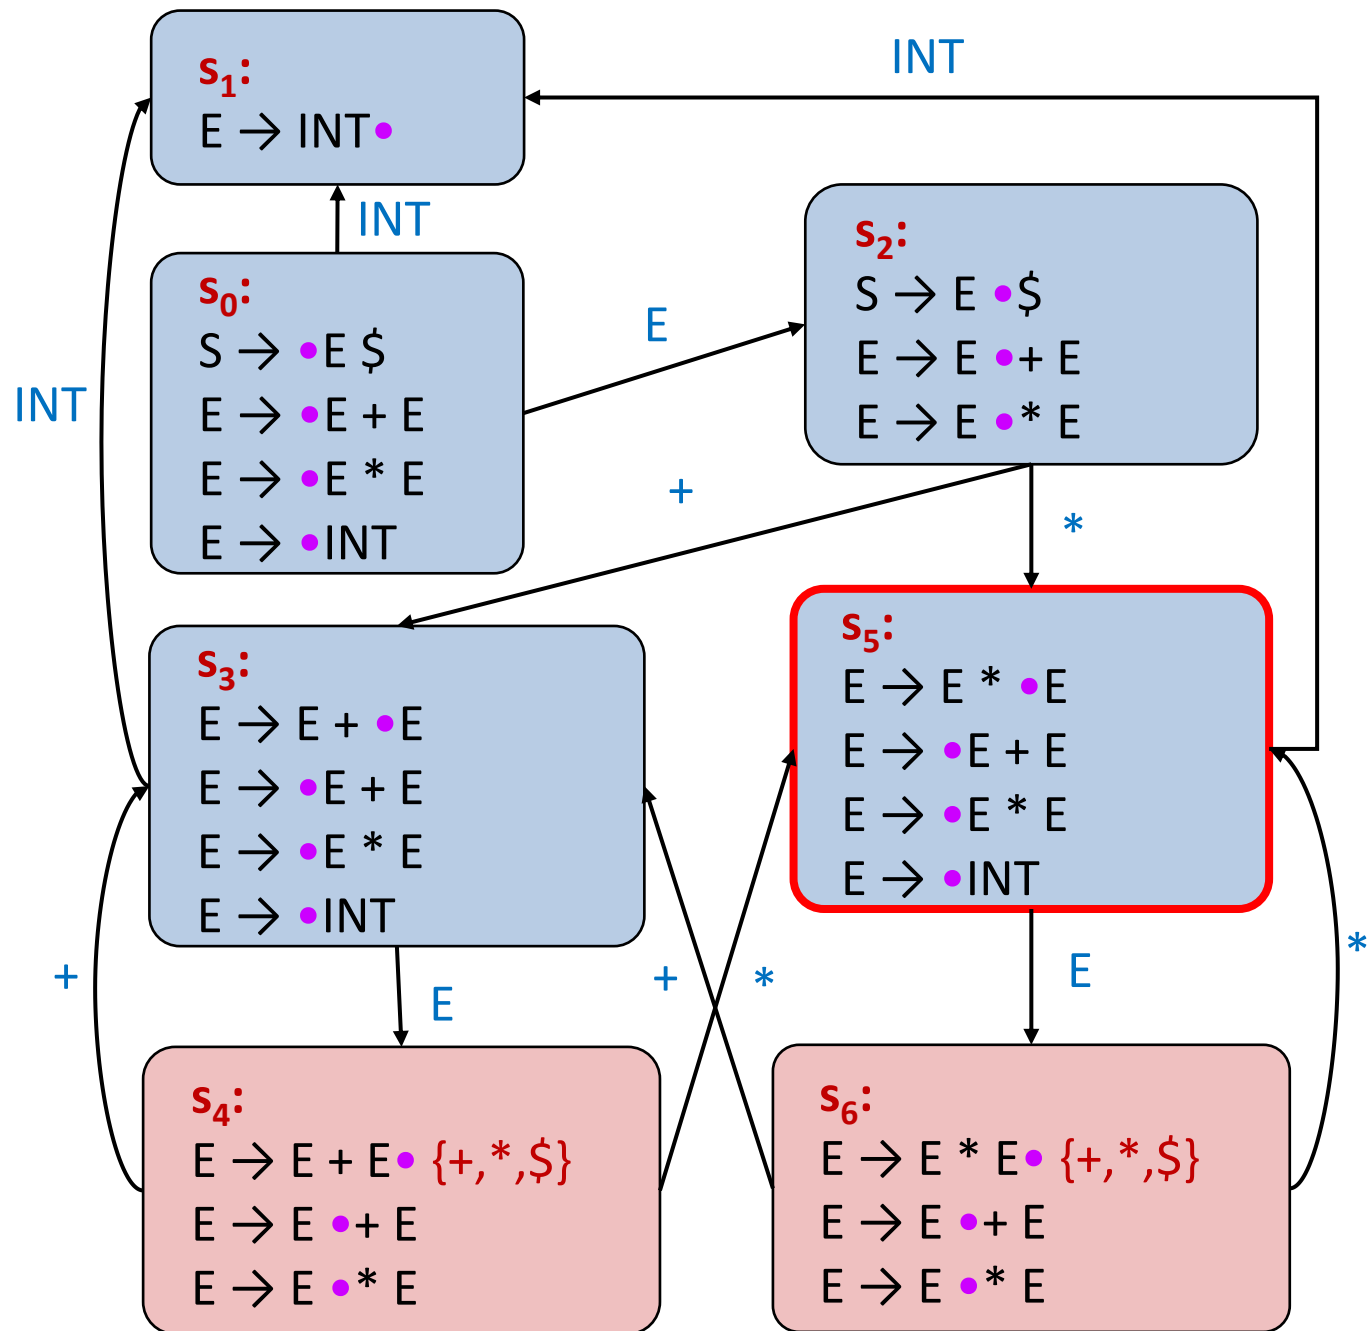 s₁:
E → INT•
INT
INT
s₀:
S → •E $
E → •E + E
E → •E * E
E → •INT
E
s₂:
S → E •$
E → E •+ E
E → E •* E
INT
+
*
s₃:
E → E + •E
E → •E + E
E → •E * E
E → •INT
s₅:
E → E * •E
E → •E + E
E → •E * E
E → •INT
+
E
+
*
E
*
s₄:
E → E + E• {+,*,$}
E → E •+ E
E → E •* E
s₆:
E → E * E• {+,*,$}
E → E •+ E
E → E •* E